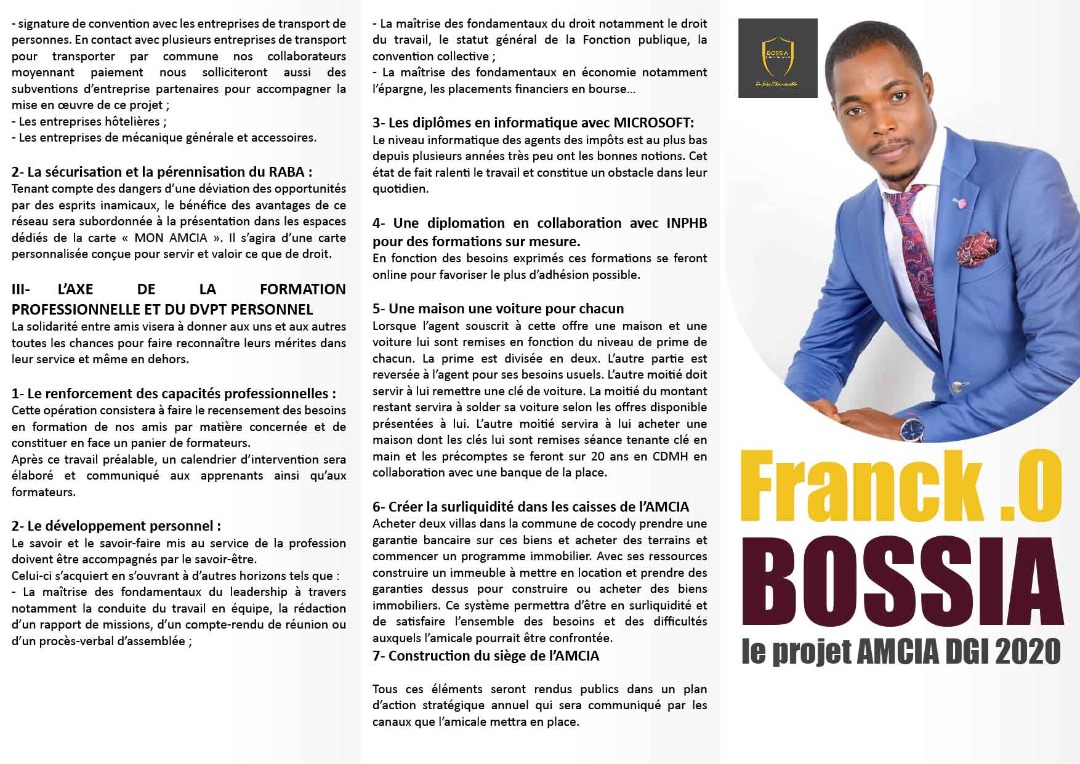 - signature de convention avec les entreprises de transport de
personnes. En contact avec plusieurs entreprises de transport
pour transporter par commune nos collaborateurs
moyennant paiement nous solliciteront aussi des
subventions d’entreprise partenaires pour accompagner la
mise en œuvre de ce projet ;
- Les entreprises hôtelières ;
- Les entreprises de mécanique générale et accessoires.
2- La sécurisation et la pérennisation du RABA :
Tenant compte des dangers d’une déviation des opportunités
par des esprits inamicaux, le bénéfice des avantages de ce
réseau sera subordonnée à la présentation dans les espaces
dédiés de la carte « MON AMCIA ». Il s’agira d’une carte
personnalisée conçue pour servir et valoir ce que de droit.
III- L’AXE DE LA FORMATION
PROFESSIONNELLE ET DU DVPT PERSONNEL
La solidarité entre amis visera à donner aux uns et aux autres
toutes les chances pour faire reconnaître leurs mérites dans
leur service et même en dehors.
1- Le renforcement des capacités professionnelles :
Cette opération consistera à faire le recensement des besoins
en formation de nos amis par matière concernée et de
constituer en face un panier de formateurs.
Après ce travail préalable, un calendrier d’intervention sera
élaboré et communiqué aux apprenants ainsi qu’aux
formateurs.
2- Le développement personnel :
Le savoir et le savoir-faire mis au service de la profession
doivent être accompagnés par le savoir-être.
Celui-ci s’acquiert en s’ouvrant à d’autres horizons tels que :
- La maîtrise des fondamentaux du leadership à travers
notamment la conduite du travail en équipe, la rédaction
d’un rapport de missions, d’un compte-rendu de réunion ou
d’un procès-verbal d’assemblée ;
- La maîtrise des fondamentaux du droit notamment le droit
du travail, le statut général de la Fonction publique, la
convention collective ;
- La maîtrise des fondamentaux en économie notamment
l’épargne, les placements financiers en bourse...
3- Les diplômes en informatique avec MICROSOFT:
Le niveau informatique des agents des impôts est au plus bas
depuis plusieurs années très peu ont les bonnes notions. Cet
état de fait ralenti le travail et constitue un obstacle dans leur
quotidien.
4- Une diplomation en collaboration avec INPHB
pour des formations sur mesure.
En fonction des besoins exprimés ces formations se feront
online pour favoriser le plus d’adhésion possible.
5- Une maison une voiture pour chacun
Lorsque l’agent souscrit à cette offre une maison et une
voiture lui sont remises en fonction du niveau de prime de
chacun. La prime est divisée en deux. L’autre partie est
reversée à l’agent pour ses besoins usuels. L’autre moitié doit
servir à lui remettre une clé de voiture. La moitié du montant
restant servira à solder sa voiture selon les offres disponible
présentées à lui. L’autre moitié servira à lui acheter une
maison dont les clés lui sont remises séance tenante clé en
main et les précomptes se feront sur 20 ans en CDMH en
collaboration avec une banque de la place.
6- Créer la surliquidité dans les caisses de l’AMCIA
Acheter deux villas dans la commune de cocody prendre une
garantie bancaire sur ces biens et acheter des terrains et
commencer un programme immobilier. Avec ses ressources
construire un immeuble à mettre en location et prendre des
garanties dessus pour construire ou acheter des biens
immobiliers. Ce système permettra d’être en surliquidité et
de satisfaire l’ensemble des besoins et des difficultés
auxquels l’amicale pourrait être confrontée.
7- Construction du siège de l’AMCIA
Tous ces éléments seront rendus publics dans un plan
d’action stratégique annuel qui sera communiqué par les
canaux que l’amicale mettra en place.
BOSSIA
Franck .O
BOSSIA
le projet AMCIA DGI 2020